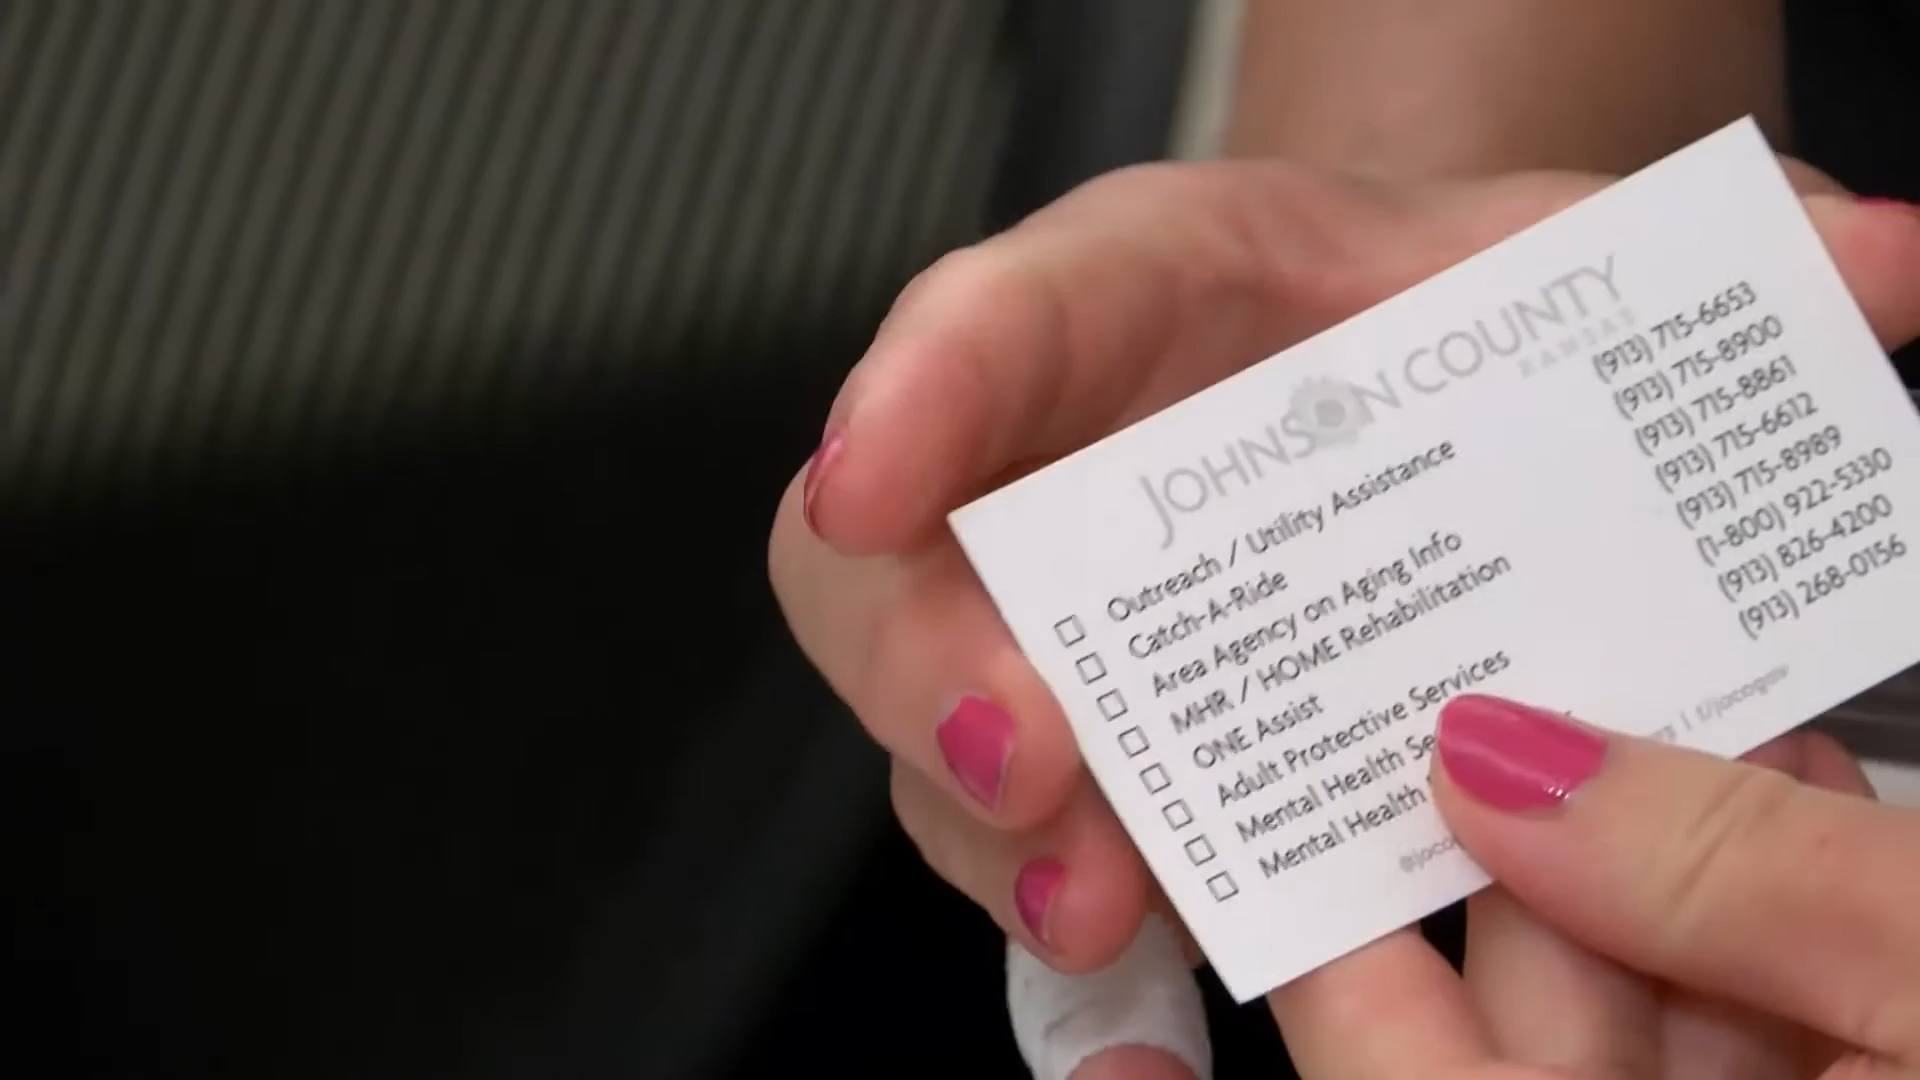 JOHNSON COUNTY
KANSAS
Outreach / Utility Assistance (913) 715-6653
Catch-A-Ride (913) 715-8900
Area Agency on Aging Info (913) 715-8861
MHR / HOME Rehabilitation (913) 715-6612
ONE Assist (913) 715-8989
Adult Protective Services (1-800) 922-5330
Mental Health (913) 826-4200
Mental Health (913) 268-0156
f/jocogov